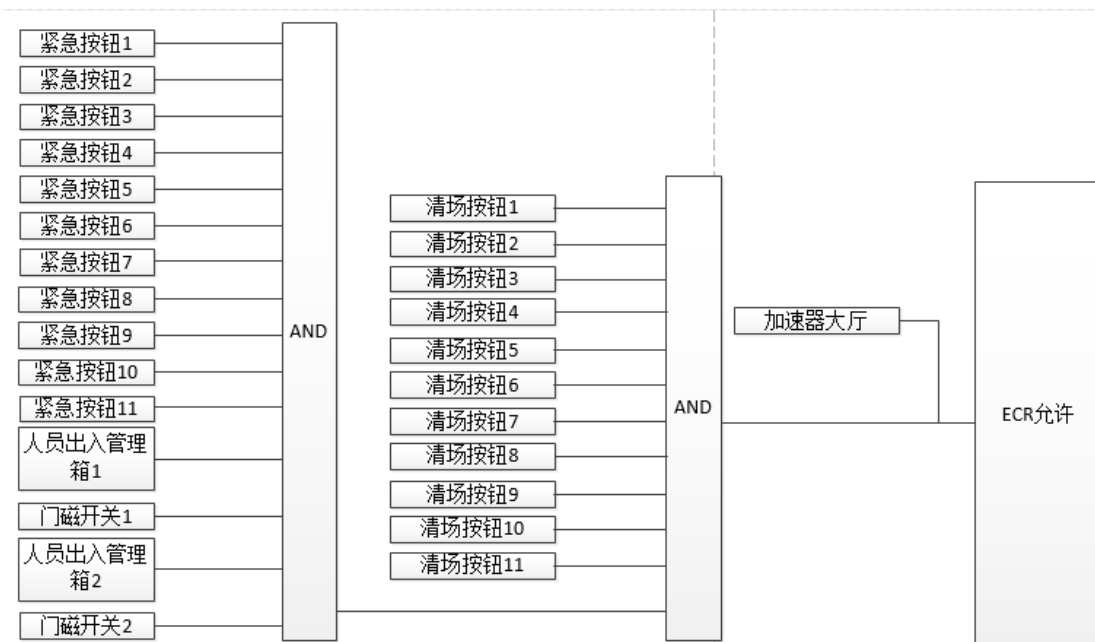 紧急按钮1
紧急按钮2
紧急按钮3
紧急按钮4
紧急按钮5
紧急按钮6
紧急按钮7
紧急按钮8
紧急按钮9
紧急按钮10
紧急按钮11
人员出入管理
箱1
门磁开关1
人员出入管理
箱2
门磁开关2
AND
清场按钮1
清场按钮2
清场按钮3
清场按钮4
清场按钮5
清场按钮6
清场按钮7
清场按钮8
清场按钮9
清场按钮10
清场按钮11
AND
加速器大厅
ECR允许